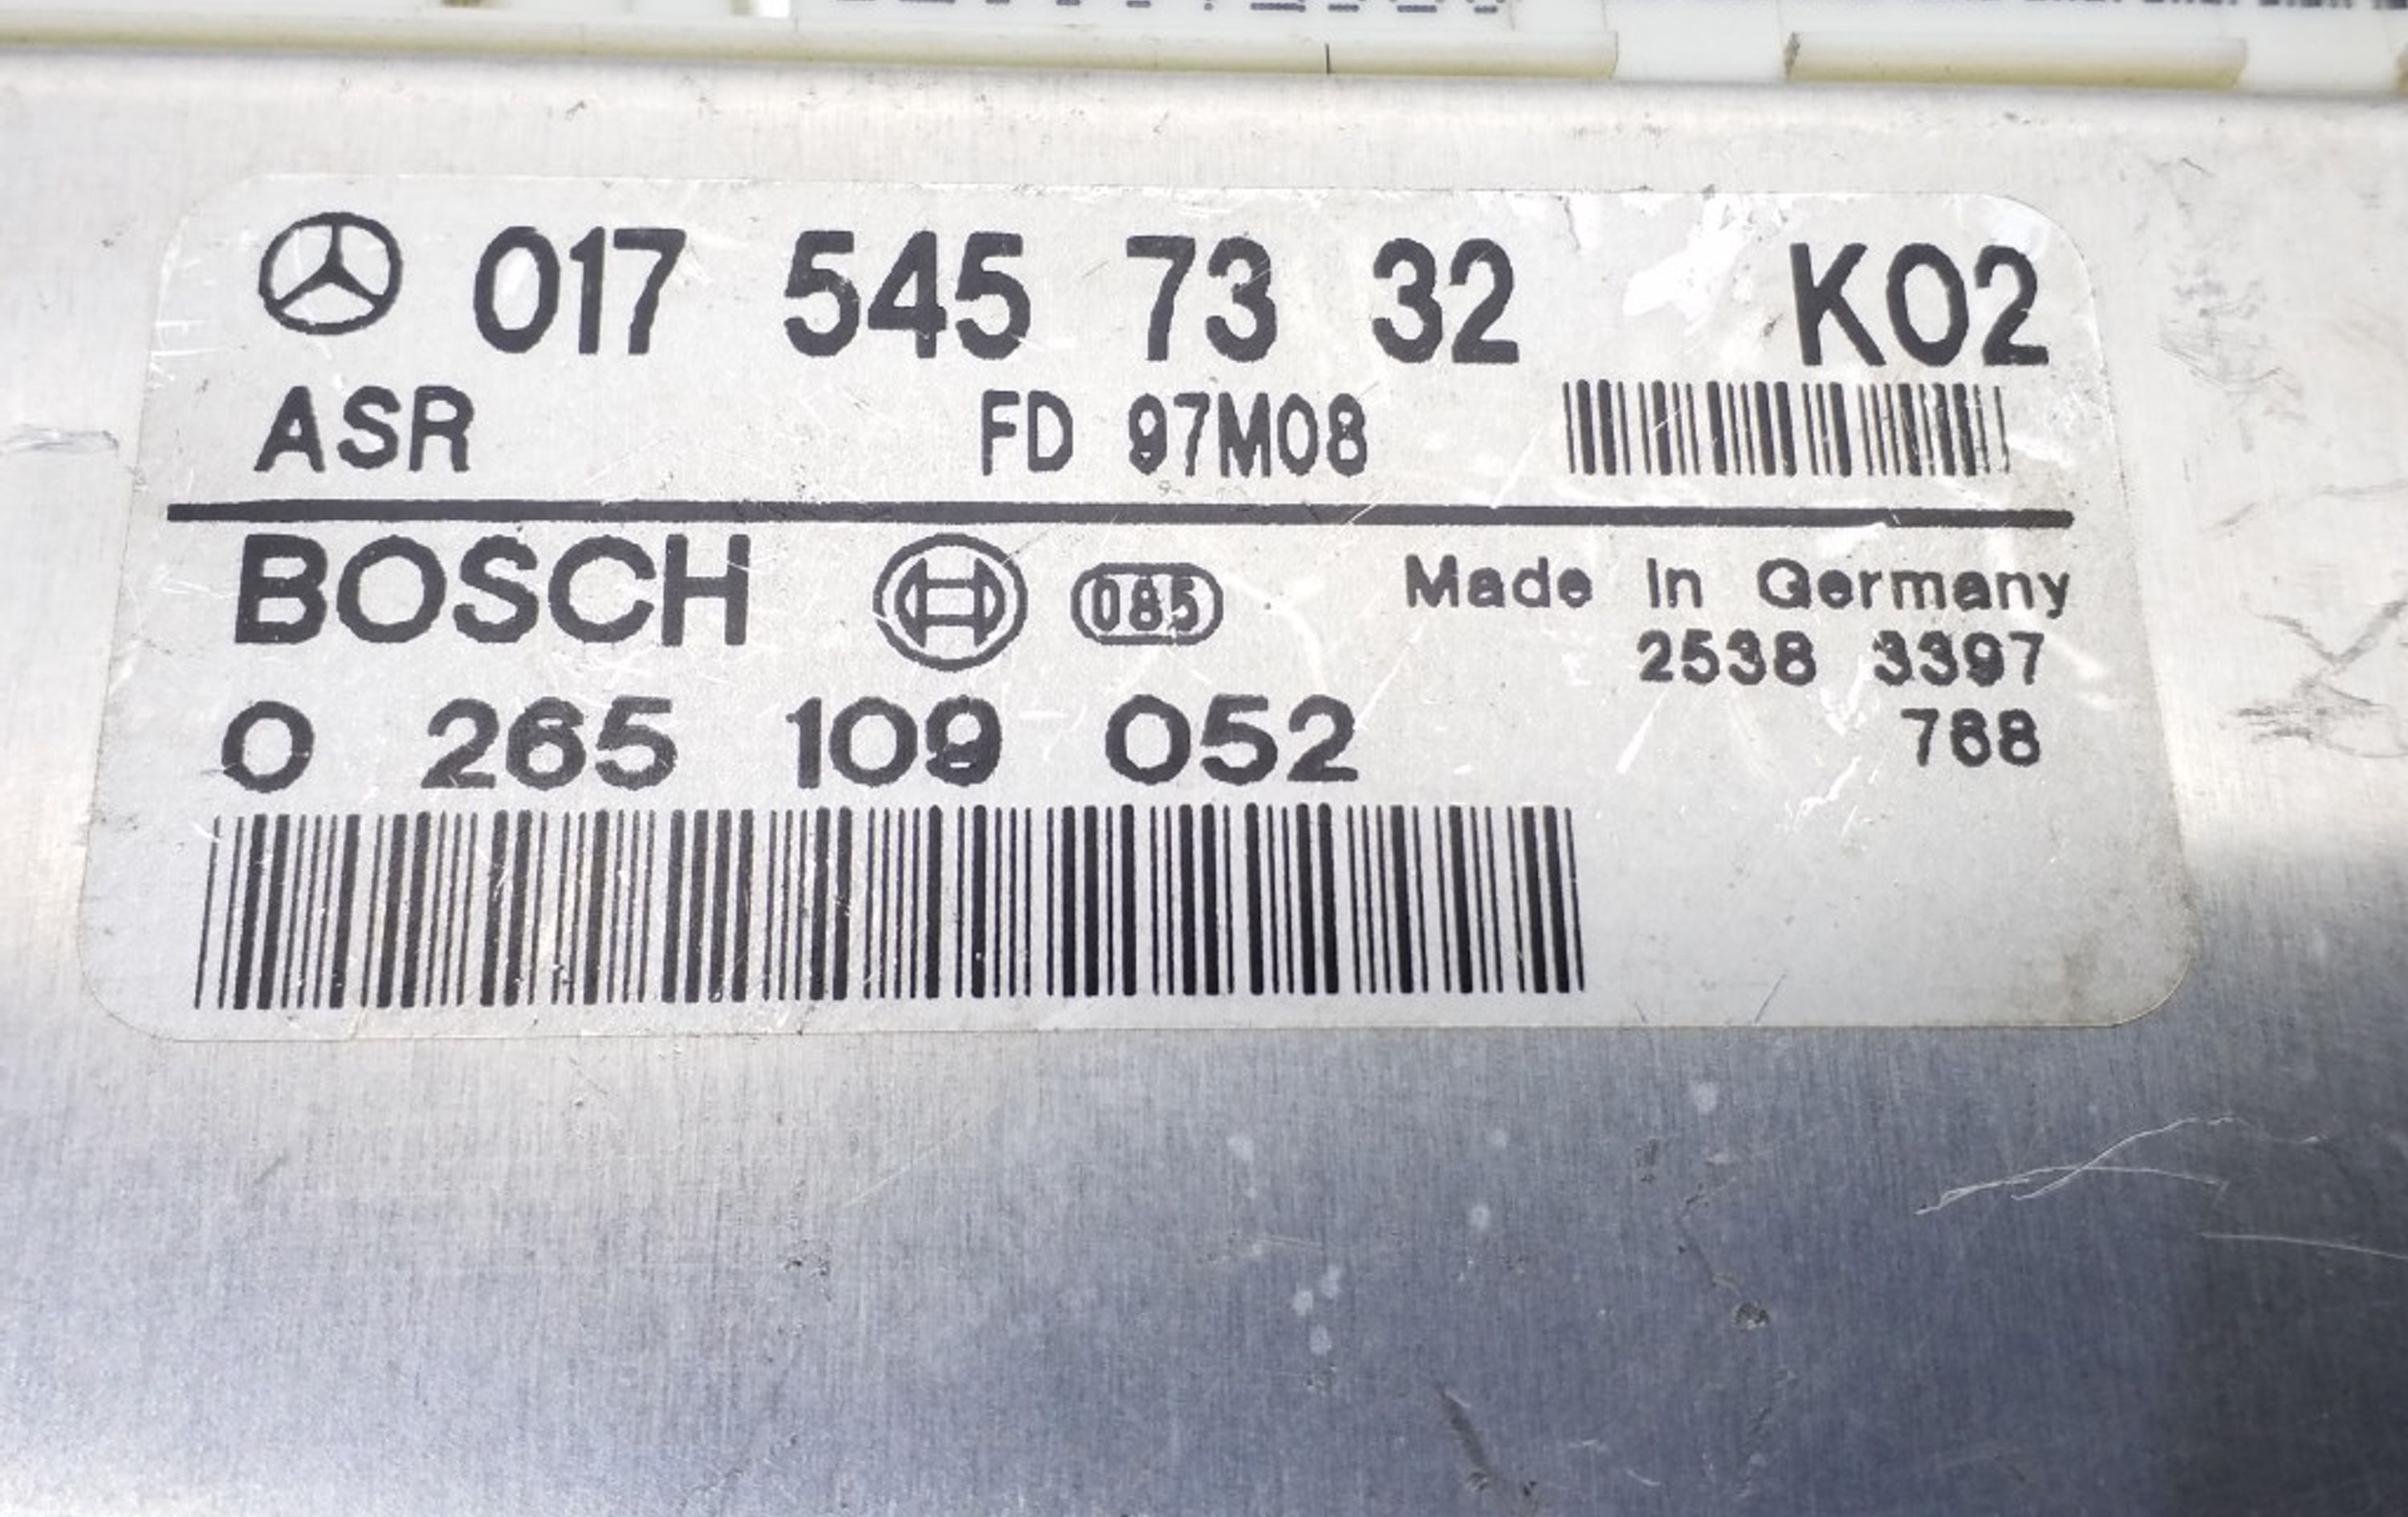 017 545 73 32 K02
ASR FD 97M08
BOSCH 085 Made In Germany
2538 3397
0 265 109 052 768